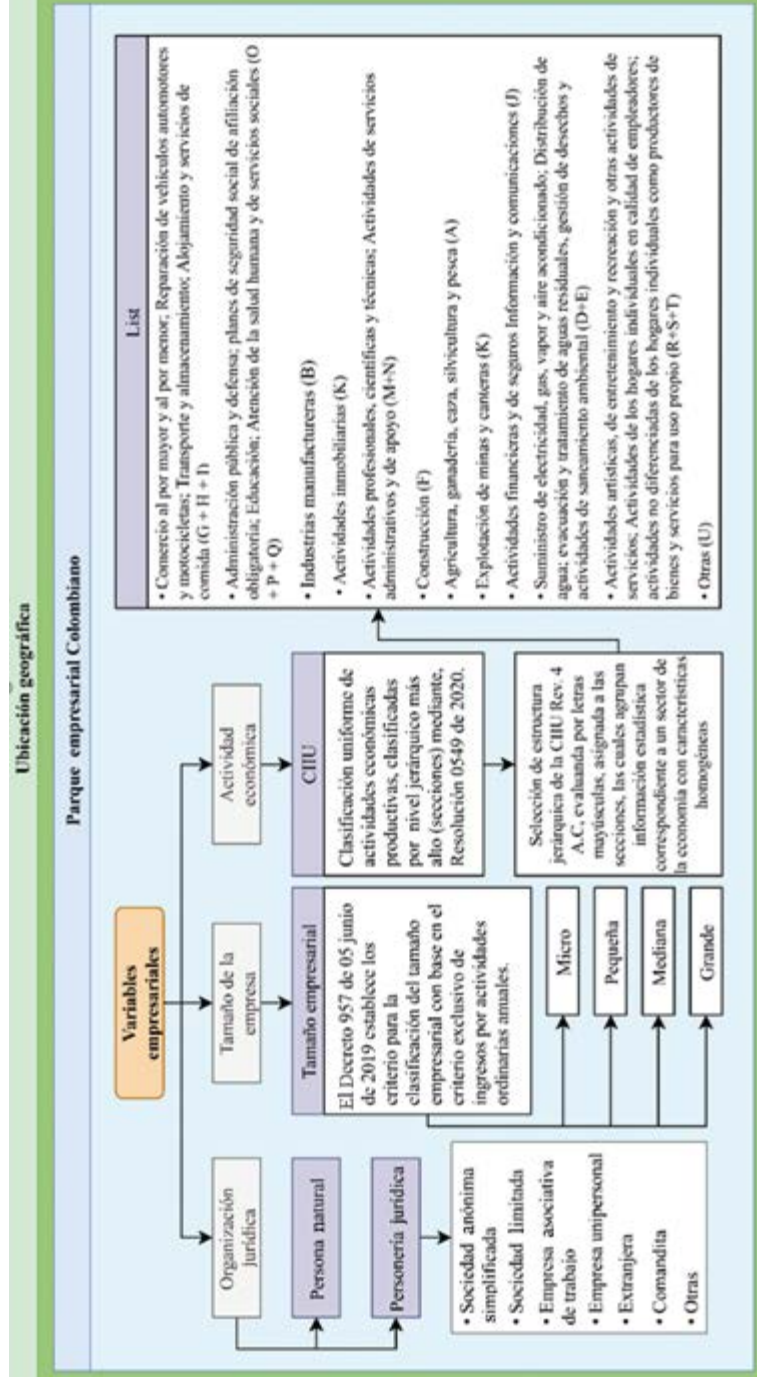 Ubicación geográfica
Parque empresarial Colombiano
Variables
empresariales
Organización
jurídica
Persona natural
Personería jurídica
• Sociedad anónima
simplificada
• Sociedad limitada
• Empresa asociativa
de trabajo
• Empresa unipersonal
• Extranjera
• Comandita
• Otras
Tamaño de la
empresa
Tamaño empresarial
El Decreto 957 de 05 junio
de 2019 establece los
criterio para la
clasificación del tamaño
empresarial con base en el
criterio exclusivo de
ingresos por actividades
ordinarias anuales.
Micro
Pequeña
Mediana
Grande
Actividad
económica
CIIU
Clasificación uniforme de
actividades económicas
productivas, clasificadas
por nivel jerárquico más
alto (secciones) mediante,
Resolución 0549 de 2020.
Selección de estructura
jerárquica de la CIIU Rev. 4
A.C, evaluanda por letras
mayúsculas, asignada a las
secciones, las cuales agrupan
información estadística
correspondiente a un sector de
la economía con características
homogéneas
List
• Comercio al por mayor y al por menor; Reparación de vehículos automotores
y motocicletas; Transporte y almacenamiento; Alojamiento y servicios de
comida (G + H + I)
• Administración pública y defensa; planes de seguridad social de afiliación
obligatoria; Educación; Atención de la salud humana y de servicios sociales (O
+ P + Q)
• Industrias manufactureras (B)
• Actividades inmobiliarias (K)
• Actividades profesionales, científicas y técnicas; Actividades de servicios
administrativos y de apoyo (M+N)
• Construcción (F)
• Agricultura, ganadería, caza, silvicultura y pesca (A)
• Explotación de minas y canteras (K)
• Actividades financieras y de seguros Información y comunicaciones (J)
• Suministro de electricidad, gas, vapor y aire acondicionado; Distribución de
agua; evacuación y tratamiento de aguas residuales, gestión de desechos y
actividades de saneamiento ambiental (D+E)
• Actividades artísticas, de entretenimiento y recreación y otras actividades de
servicios; Actividades de los hogares individuales en calidad de empleadores;
actividades no diferenciadas de los hogares individuales como productores de
bienes y servicios para uso propio (R+S+T)
• Otras (U)